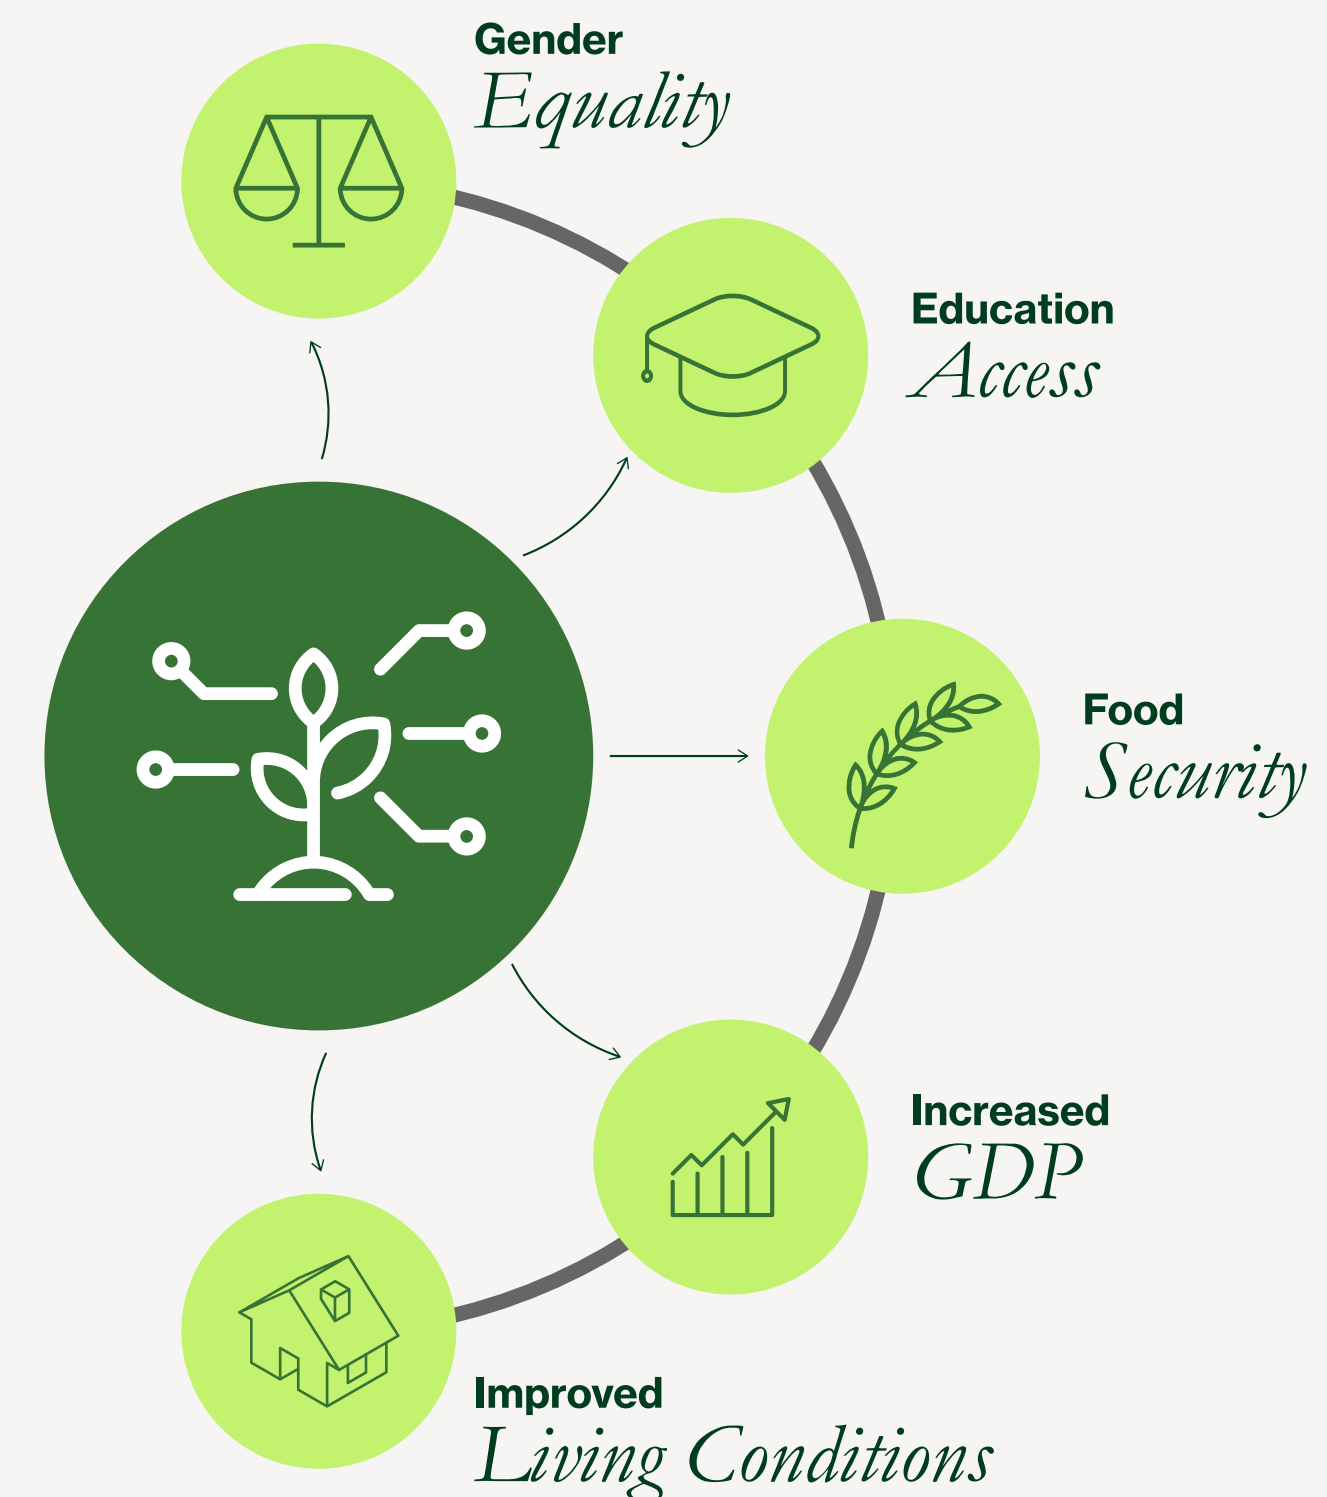 Gender
Equality
Education
Access
Food
Security
Increased
GDP
Improved
Living Conditions